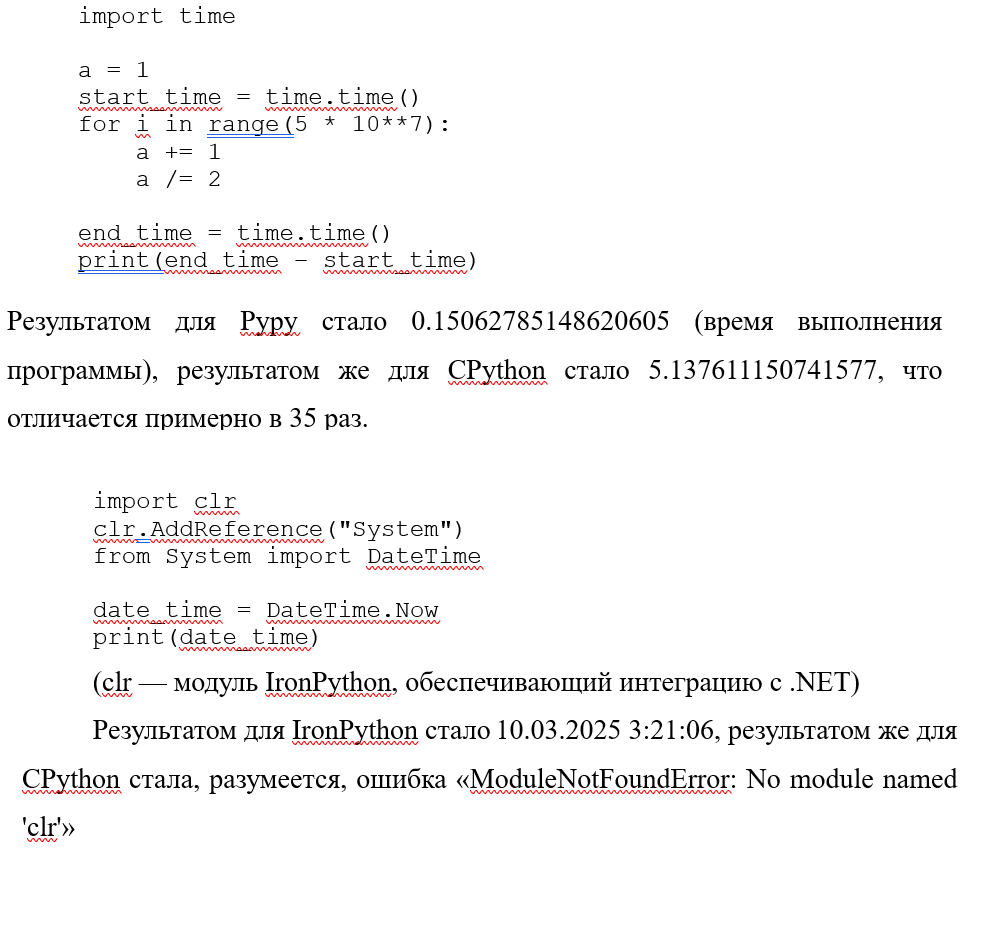 import time
a = 1
start_time = time.time()
for i in range(5 * 10**7):
    a += 1
    a /= 2
end_time = time.time()
print(end_time - start_time)
Результатом для Pypy стало 0.15062785148620605 (время выполнения
программы), результатом же для CPython стало 5.137611150741577, что
отличается примерно в 35 раз.
import clr
clr.AddReference("System")
from System import DateTime
date_time = DateTime.Now
print(date_time)
(clr — модуль IronPython, обеспечивающий интеграцию с .NET)
Результатом для IronPython стало 10.03.2025 3:21:06, результатом же для
CPython стала, разумеется, ошибка «ModuleNotFoundError: No module named
'clr'»